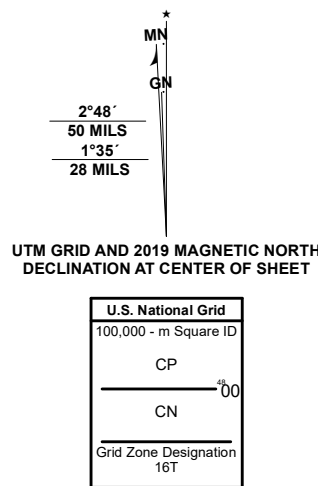 MN
GN
2°48´
50 MILS
1°35´
28 MILS
UTM GRID AND 2019 MAGNETIC NORTH
DECLINATION AT CENTER OF SHEET
U.S. National Grid
100,000 - m Square ID
CP
4800
CN
Grid Zone Designation
16T